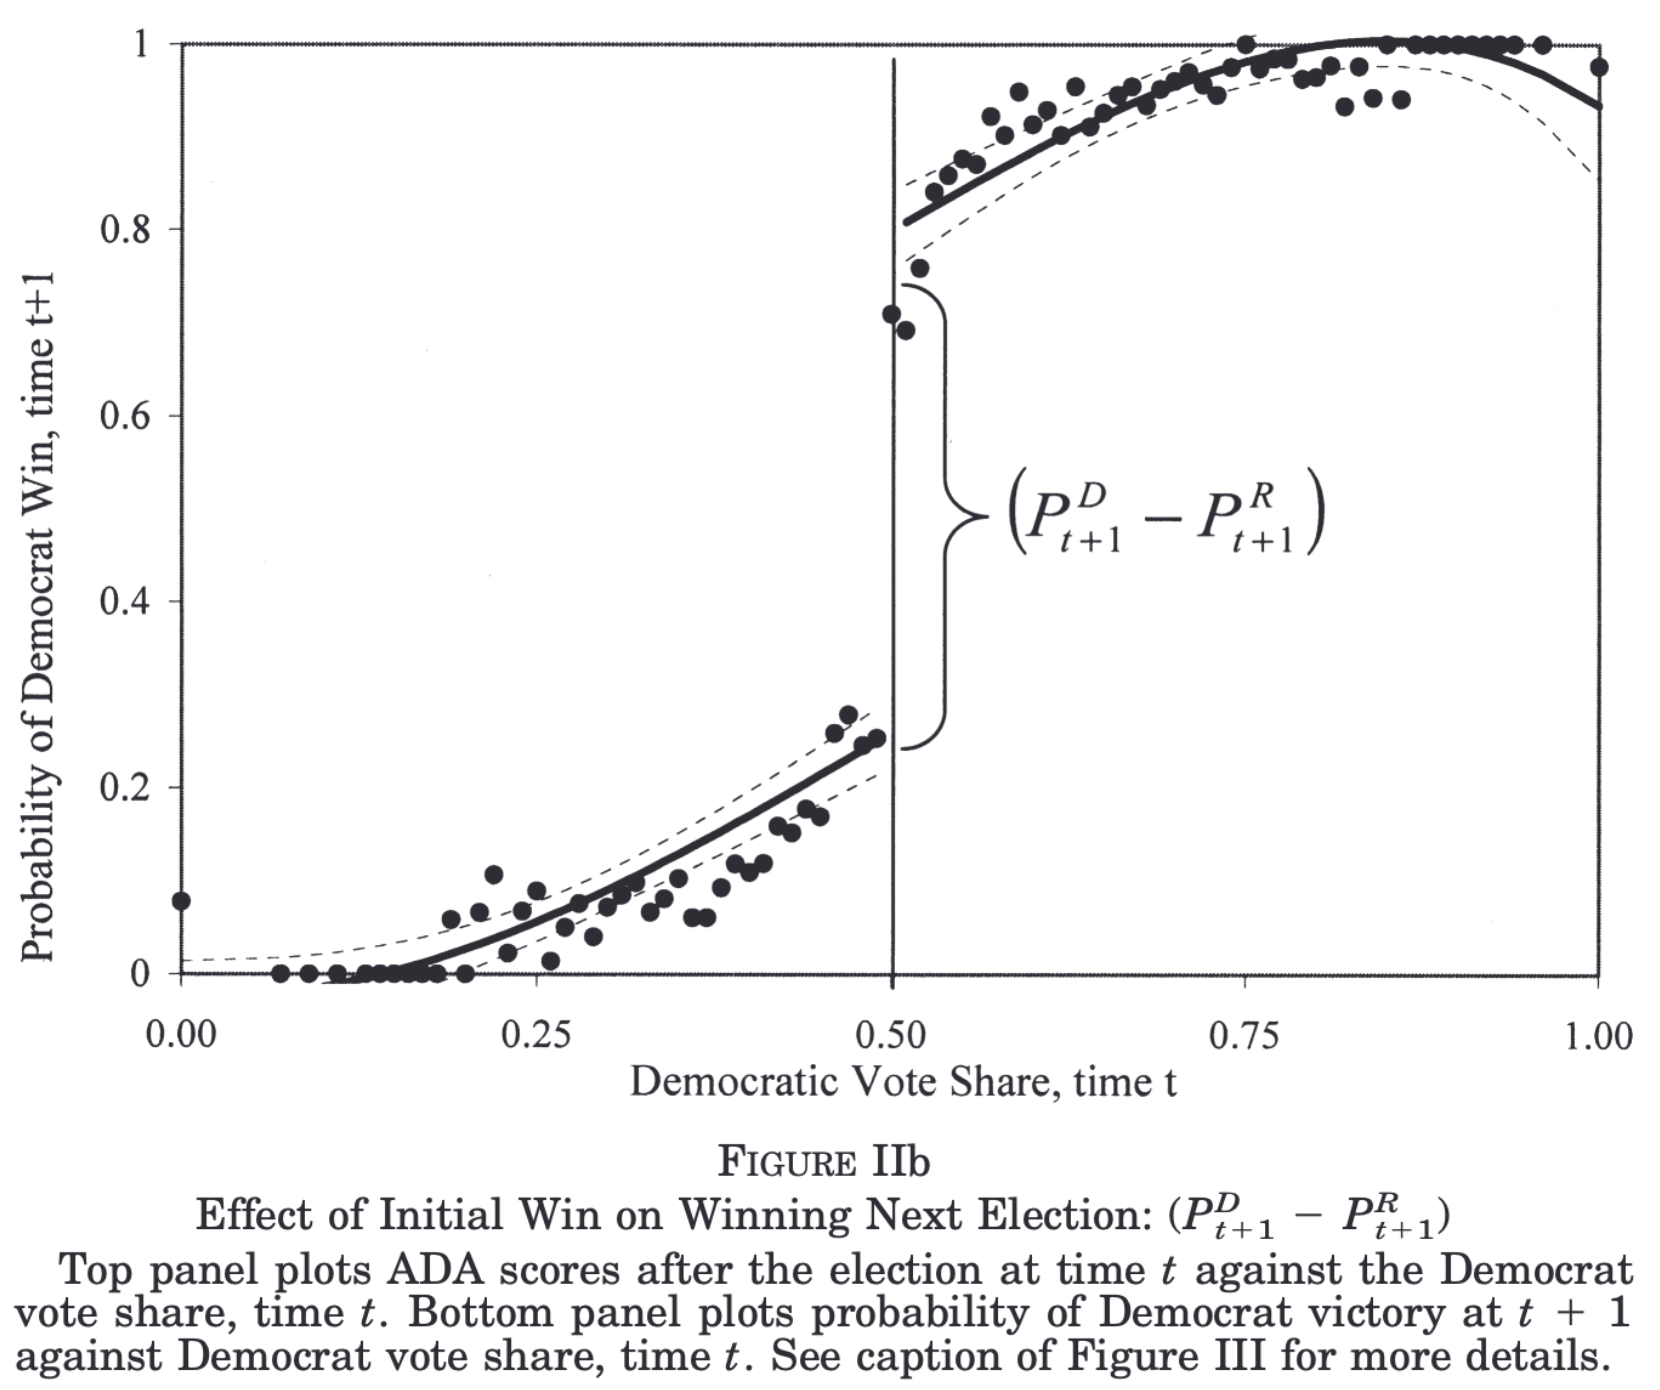 1
0.8
0.6
0.4
0.2
0
Probability of Democrat Win, time t+1
(P^D_{t+1} − P^R_{t+1})
0.00 0.25 0.50 0.75 1.00
Democratic Vote Share, time t
FIGURE IIb
Effect of Initial Win on Winning Next Election: (P^D_{t+1} − P^R_{t+1})
Top panel plots ADA scores after the election at time t against the Democrat
vote share, time t. Bottom panel plots probability of Democrat victory at t + 1
against Democrat vote share, time t. See caption of Figure III for more details.